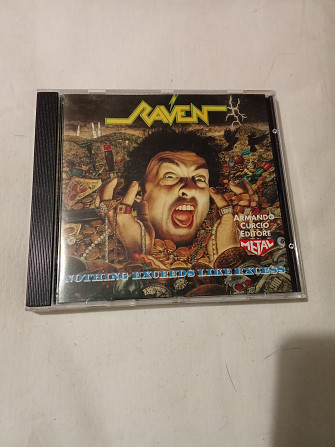 RAVEN
ARMANDO
CURCIO
EDITORE
METAL
NOTHING EXCEEDS LIKE EXCESS